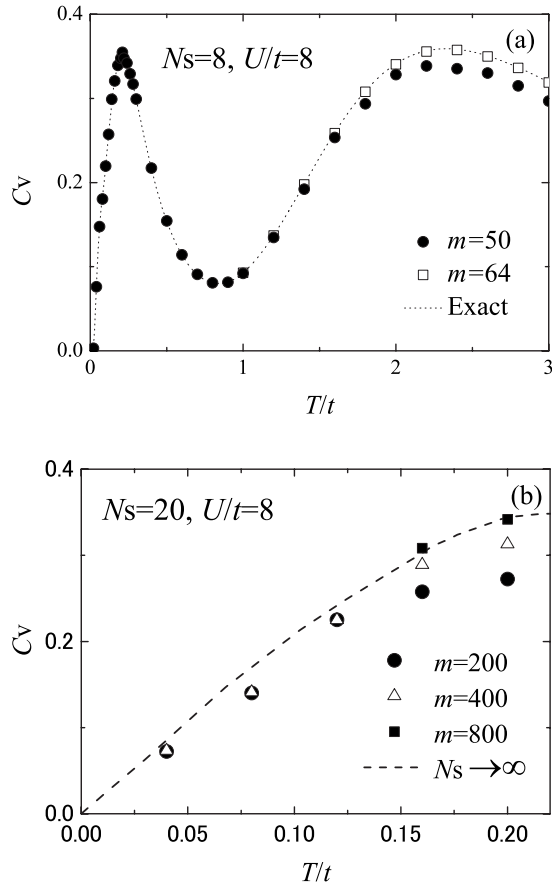 0.4
(a)
Ns=8, U/t=8
0.2
Cv
m=50
m=64
Exact
0.0
0 1 2 3
T/t
0.4
(b)
Ns=20, U/t=8
Cv
0.2
m=200
m=400
m=800
Ns →∞
0.0
0.00 0.05 0.10 0.15 0.20
T/t